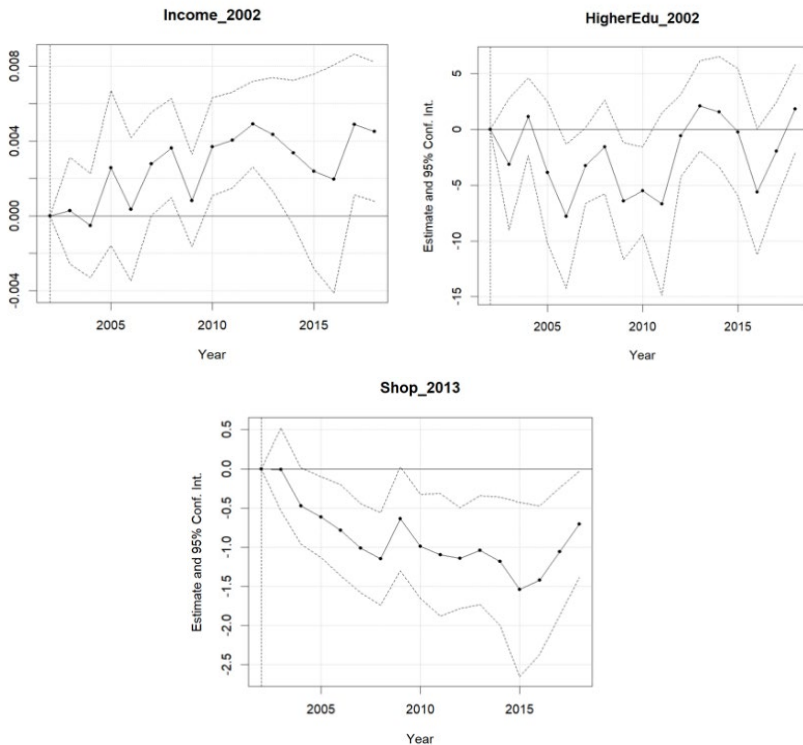 Income_2002
0.008
0.004
0.000
-0.004
2005 2010 2015
Year
HigherEdu_2002
Estimate and 95% Conf. Int.
5
0
-5
-10
-15
2005 2010 2015
Year
Shop_2013
Estimate and 95% Conf. Int.
0.5
0.0
-0.5
-1.0
-1.5
-2.0
-2.5
2005 2010 2015
Year